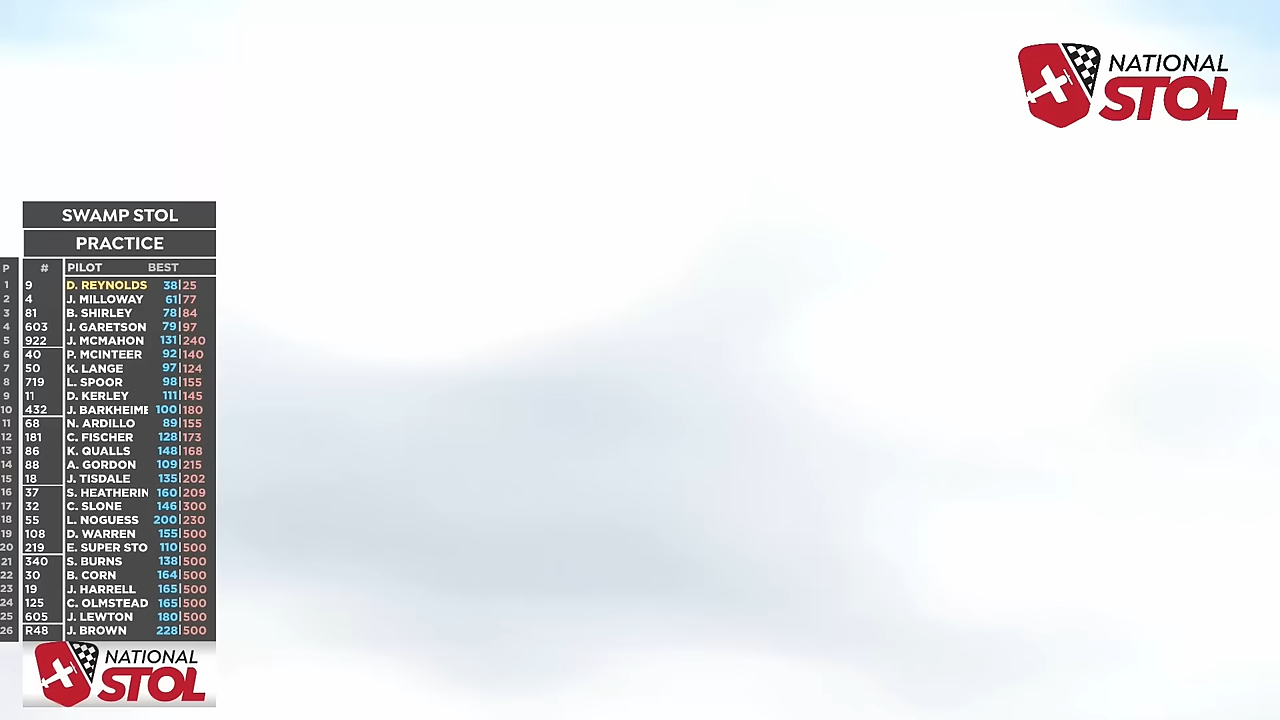 NATIONAL
STOL
SWAMP STOL
PRACTICE
P # PILOT BEST
1 9 D. REYNOLDS 38|25
2 4 J. MILLOWAY 61|77
3 81 B. SHIRLEY 78|84
4 603 J. GARETSON 79|97
5 922 J. MCMAHON 131|240
6 40 P. MCINTEER 92|140
7 50 K. LANGE 97|124
8 719 L. SPOOR 98|155
9 11 D. KERLEY 111|145
10 432 J. BARKHEIME 100|180
11 68 N. ARDILLO 89|155
12 181 C. FISCHER 128|173
13 86 K. QUALLS 148|168
14 88 A. GORDON 109|215
15 18 J. TISDALE 135|202
16 37 S. HEATHERIN 160|209
17 32 C. SLONE 146|300
18 55 L. NOGUESS 200|230
19 108 D. WARREN 155|500
20 219 E. SUPER STO 110|500
21 340 S. BURNS 138|500
22 30 B. CORN 164|500
23 19 J. HARRELL 165|500
24 125 C. OLMSTEAD 165|500
25 605 J. LEWTON 180|500
26 R48 J. BROWN 228|500
NATIONAL
STOL